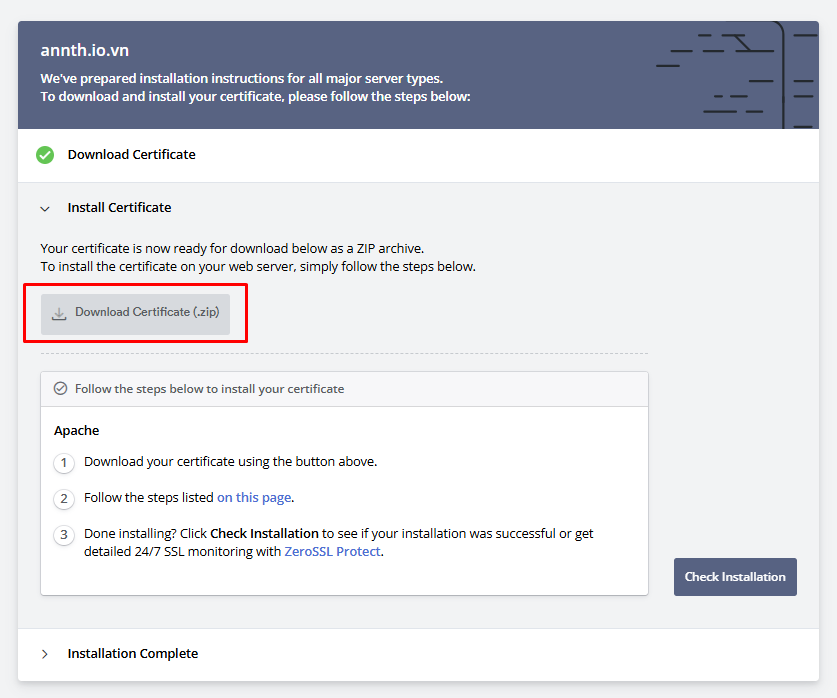 annth.io.vn
We've prepared installation instructions for all major server types.
To download and install your certificate, please follow the steps below:
Download Certificate
Install Certificate
Your certificate is now ready for download below as a ZIP archive.
To install the certificate on your web server, simply follow the steps below.
Download Certificate (.zip)
Follow the steps below to install your certificate
Apache
1 Download your certificate using the button above.
2 Follow the steps listed on this page.
3 Done installing? Click Check Installation to see if your installation was successful or get
detailed 24/7 SSL monitoring with ZeroSSL Protect.
Check Installation
Installation Complete